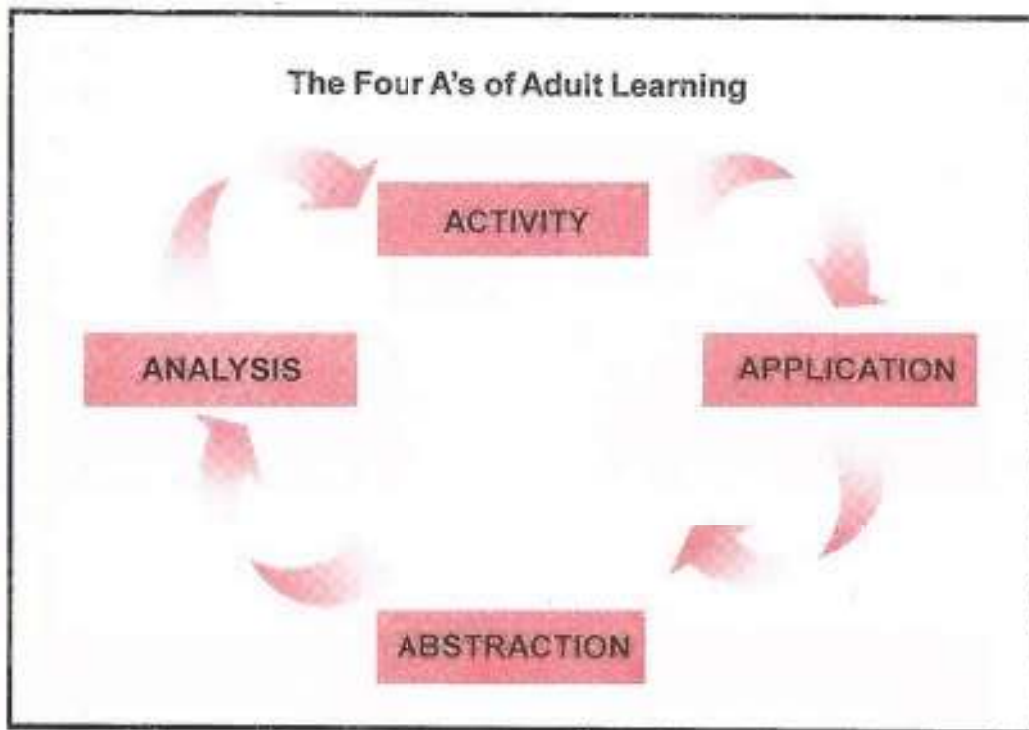 The Four A's of Adult Learning
ACTIVITY
ANALYSIS
APPLICATION
ABSTRACTION